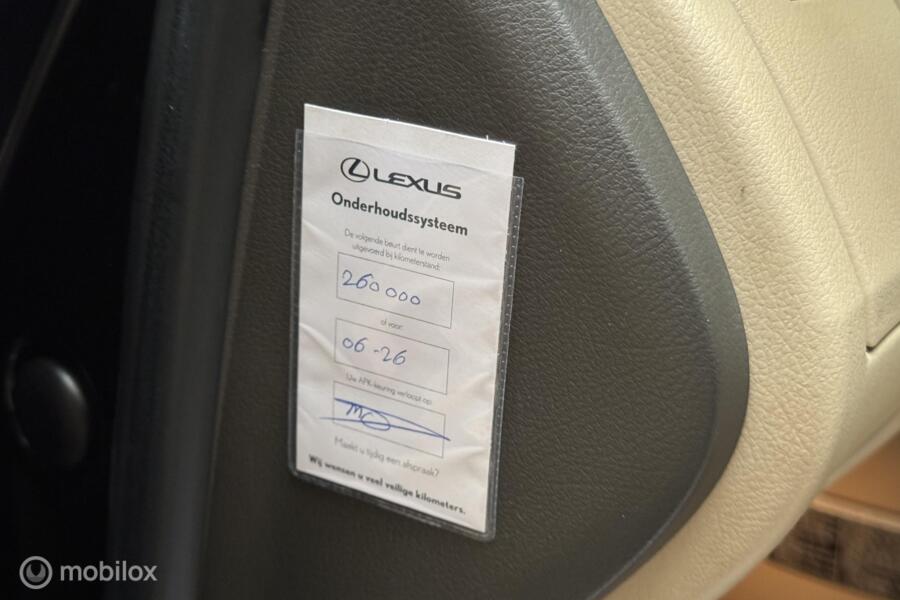 LEXUS
Onderhoudssysteem
De volgende beurt dient te worden
uitgevoerd bij kilometerstand:
260 000
of voor:
06-26
Uw APK-keuring verloopt op:
Maakt u tijdig een afspraak?
Wij wensen u veel veilige kilometers.
mobilox